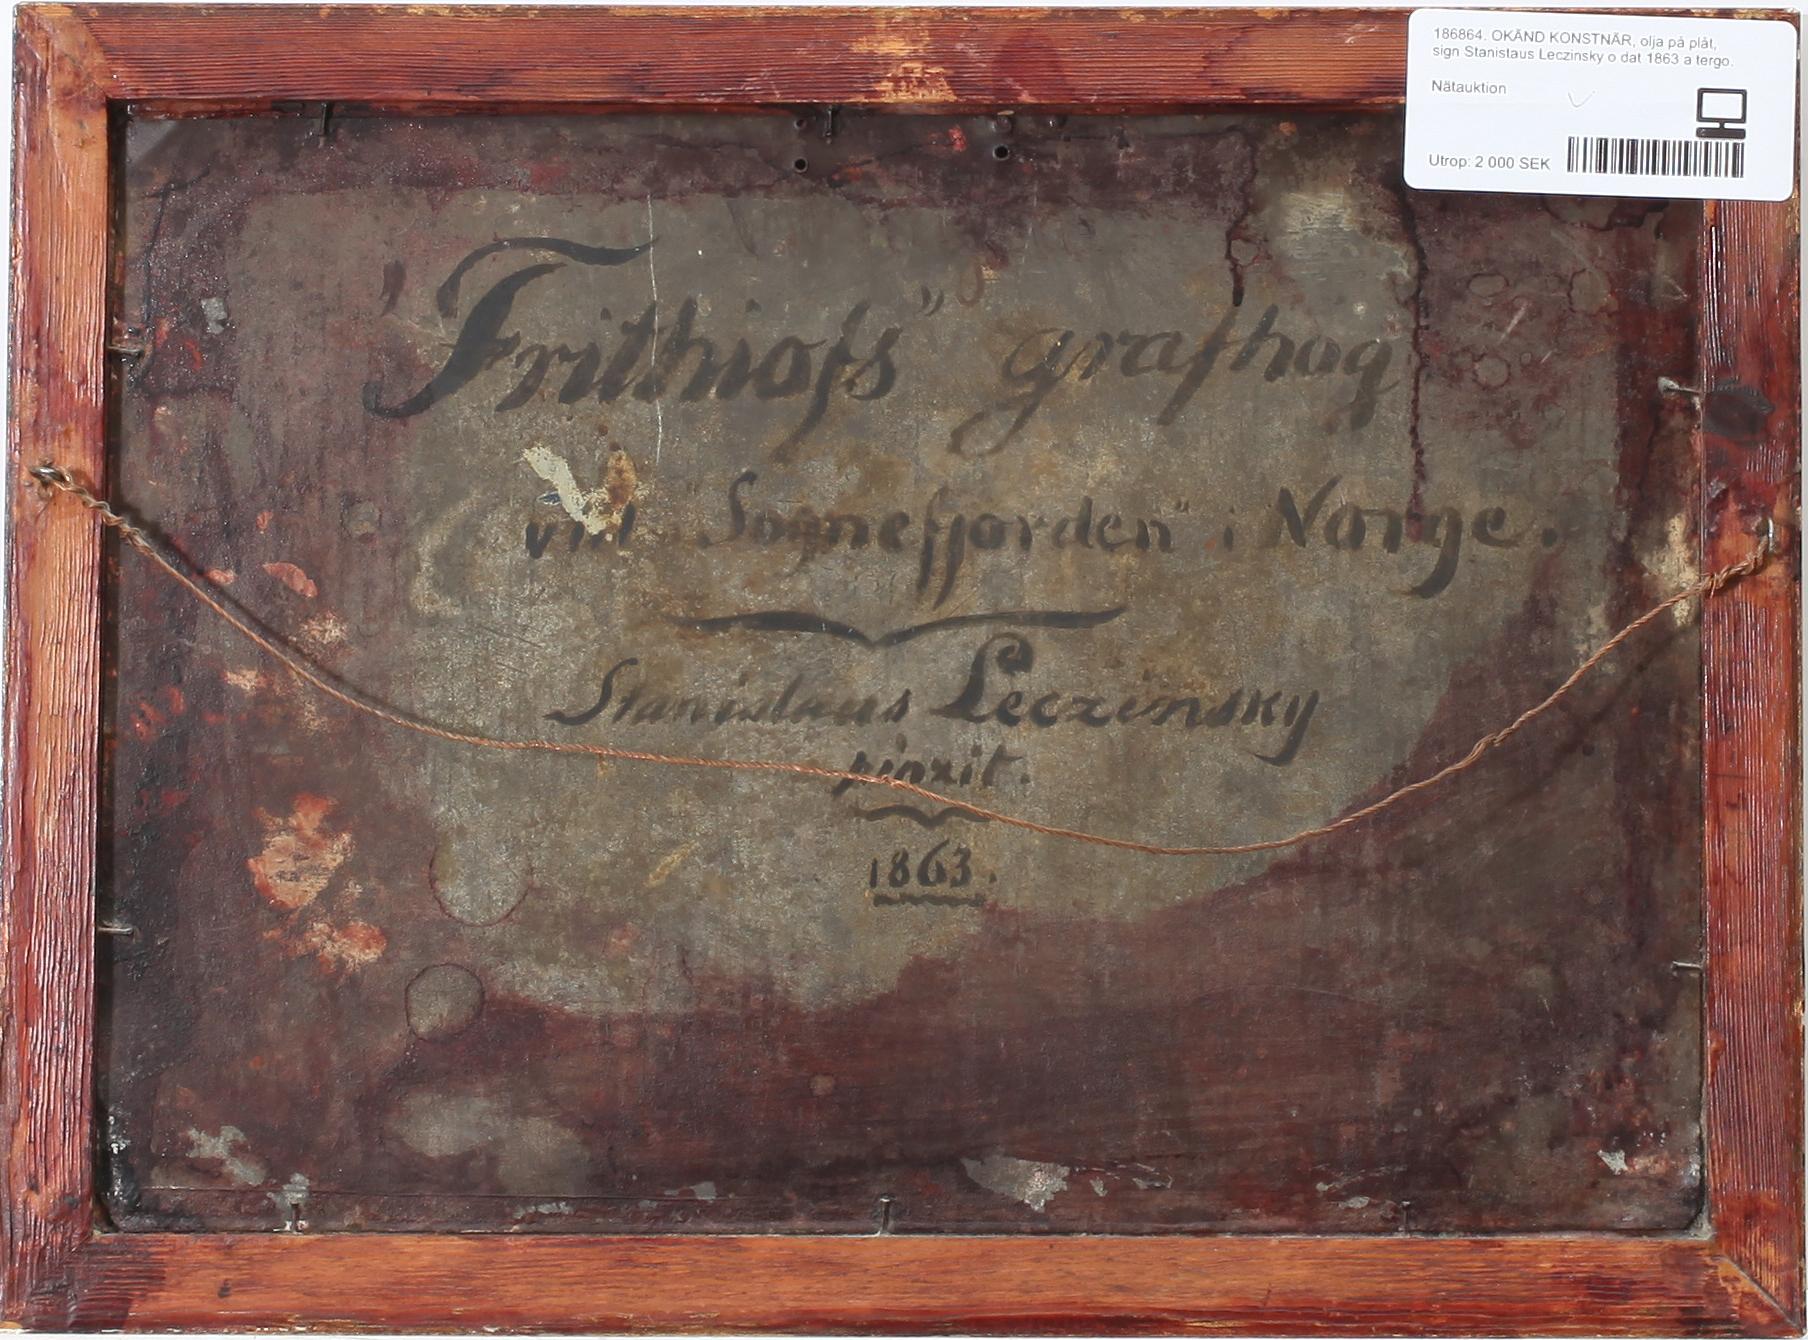 186864. OKÄND KONSTNÄR, olja på plåt,
sign Stanistaus Leczinsky o dat 1863 a tergo.
Nätauktion
Utrop: 2 000 SEK
"Frithiofs" grafhög
vid "Sognefjorden" i Norge.
Stanislaus Leczinsky
pinxit.
1863.